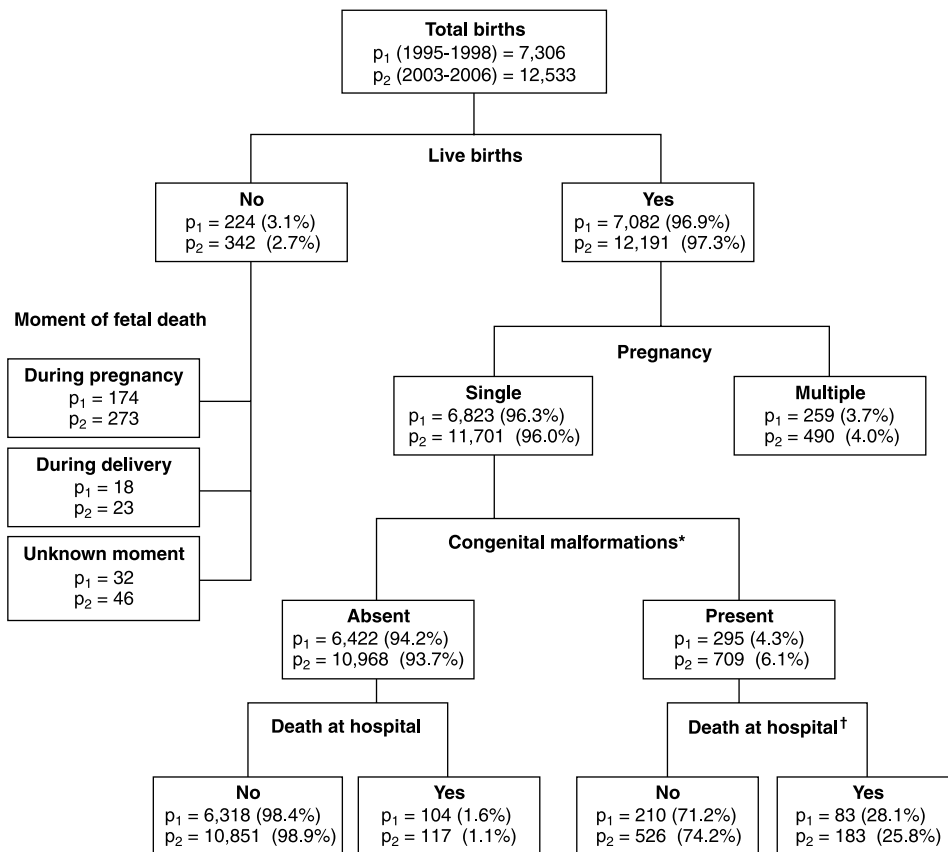 Total births
p₁ (1995-1998) = 7,306
p₂ (2003-2006) = 12,533
Live births
No
p₁ = 224 (3.1%)
p₂ = 342 (2.7%)
Yes
p₁ = 7,082 (96.9%)
p₂ = 12,191 (97.3%)
Moment of fetal death
During pregnancy
p₁ = 174
p₂ = 273
During delivery
p₁ = 18
p₂ = 23
Unknown moment
p₁ = 32
p₂ = 46
Pregnancy
Single
p₁ = 6,823 (96.3%)
p₂ = 11,701 (96.0%)
Multiple
p₁ = 259 (3.7%)
p₂ = 490 (4.0%)
Congenital malformations*
Absent
p₁ = 6,422 (94.2%)
p₂ = 10,968 (93.7%)
Present
p₁ = 295 (4.3%)
p₂ = 709 (6.1%)
Death at hospital
No
p₁ = 6,318 (98.4%)
p₂ = 10,851 (98.9%)
Yes
p₁ = 104 (1.6%)
p₂ = 117 (1.1%)
Death at hospital†
No
p₁ = 210 (71.2%)
p₂ = 526 (74.2%)
Yes
p₁ = 83 (28.1%)
p₂ = 183 (25.8%)